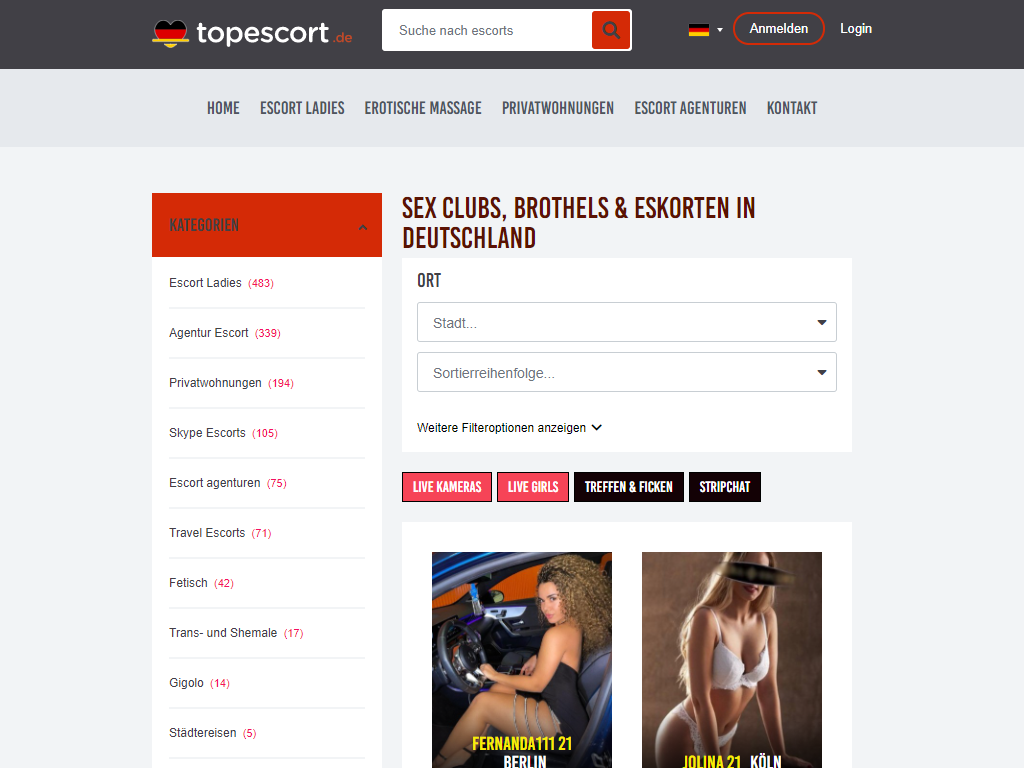 topescort.de
Suche nach escorts
Anmelden
Login
HOME
ESCORT LADIES
EROTISCHE MASSAGE
PRIVATWOHNUNGEN
ESCORT AGENTUREN
KONTAKT
KATEGORIEN
Escort Ladies (483)
Agentur Escort (339)
Privatwohnungen (194)
Skype Escorts (105)
Escort agenturen (75)
Travel Escorts (71)
Fetisch (42)
Trans- und Shemale (17)
Gigolo (14)
Städtereisen (5)
SEX CLUBS, BROTHELS & ESKORTEN IN
DEUTSCHLAND
ORT
Stadt...
Sortierreihenfolge...
Weitere Filteroptionen anzeigen
LIVE KAMERAS
LIVE GIRLS
TREFFEN & FICKEN
STRIPCHAT
FERNANDA111 21
BERLIN
JOLINA 21 KÖLN